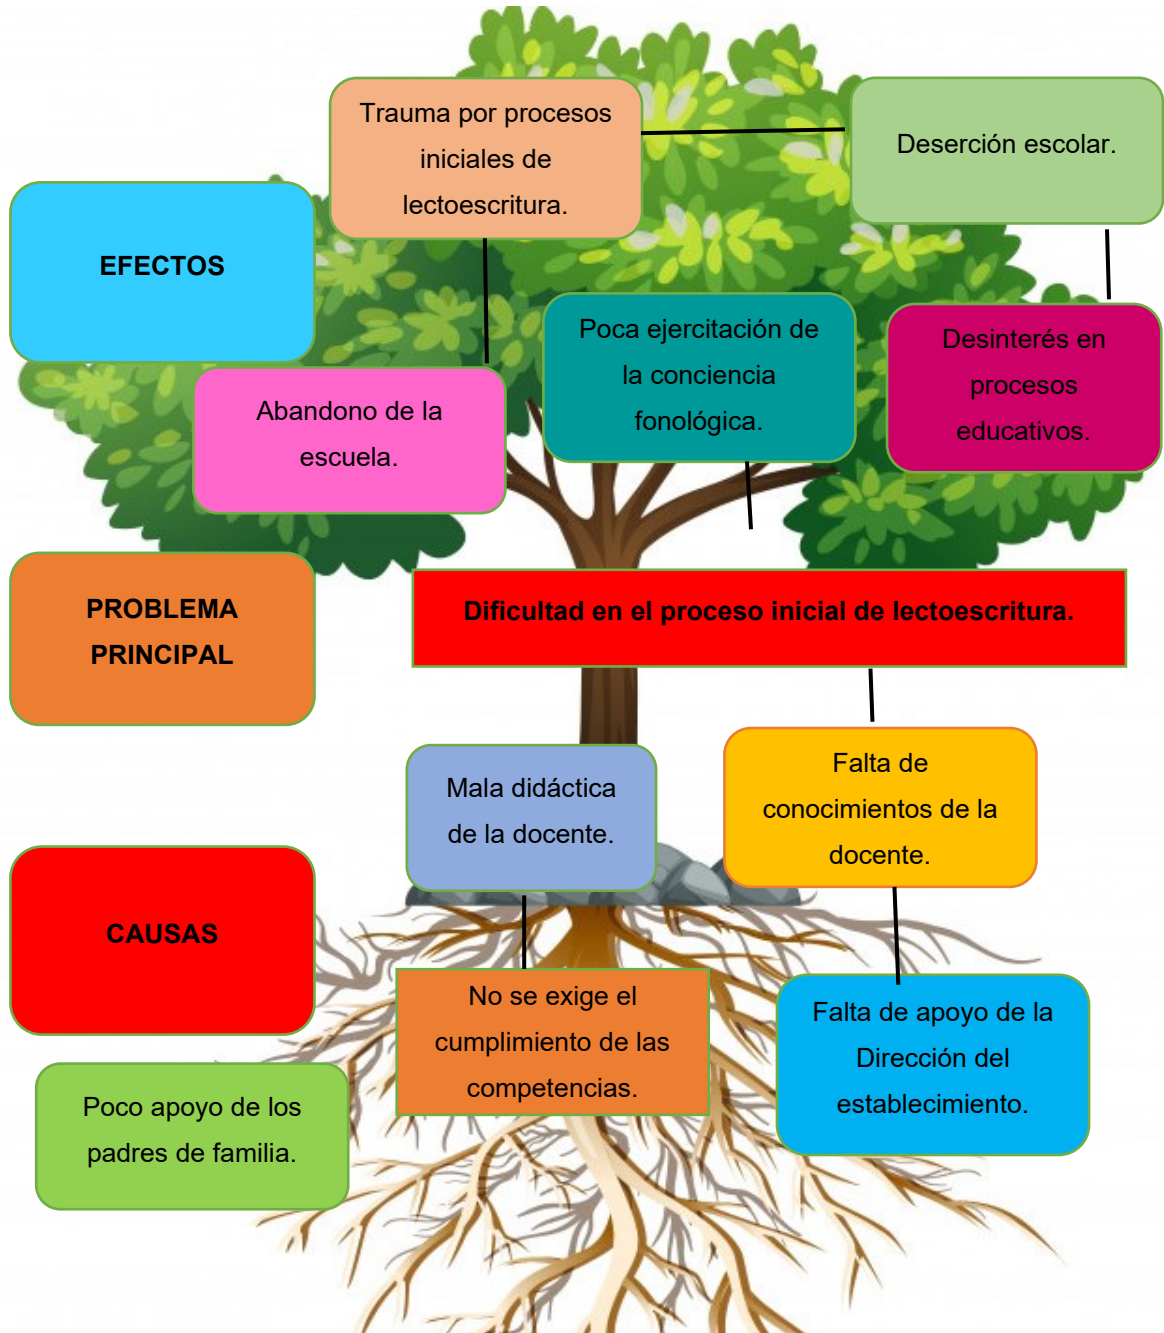 Trauma por procesos
iniciales de
lectoescritura.
Deserción escolar.
EFECTOS
Poca ejercitación de
la conciencia
fonológica.
Desinterés en
procesos
educativos.
Abandono de la
escuela.
PROBLEMA
PRINCIPAL
Dificultad en el proceso inicial de lectoescritura.
Mala didáctica
de la docente.
Falta de
conocimientos de la
docente.
CAUSAS
No se exige el
cumplimiento de las
competencias.
Falta de apoyo de la
Dirección del
establecimiento.
Poco apoyo de los
padres de familia.